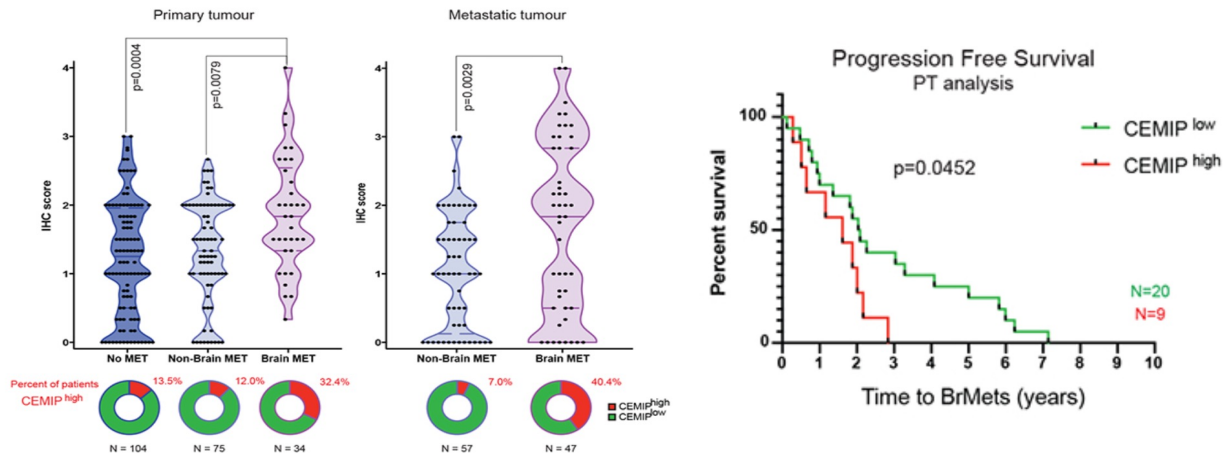 Primary tumour
Metastatic tumour
p=0.0004
p=0.0079
IHC score
4
3
2
1
0
No MET
Non-Brain MET
Brain MET
p=0.0029
IHC score
4
3
2
1
0
Non-Brain MET
Brain MET
Percent of patients
CEMIP high
13.5%
12.0%
32.4%
7.0%
40.4%
CEMIP high
CEMIP low
N = 104
N = 75
N = 34
N = 57
N = 47
Progression Free Survival
PT analysis
CEMIP low
CEMIP high
p=0.0452
Percent survival
100
50
0
N=20
N=9
0 1 2 3 4 5 6 7 8 9 10
Time to BrMets (years)